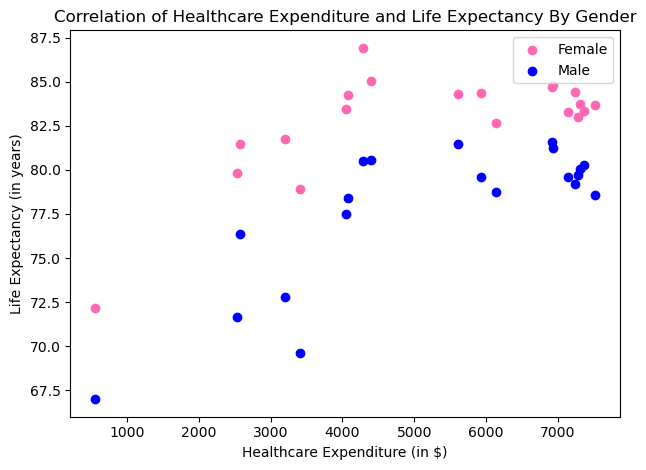 Correlation of Healthcare Expenditure and Life Expectancy By Gender
87.5
85.0
82.5
80.0
77.5
75.0
72.5
70.0
67.5
Life Expectancy (in years)
Female
Male
1000 2000 3000 4000 5000 6000 7000
Healthcare Expenditure (in $)